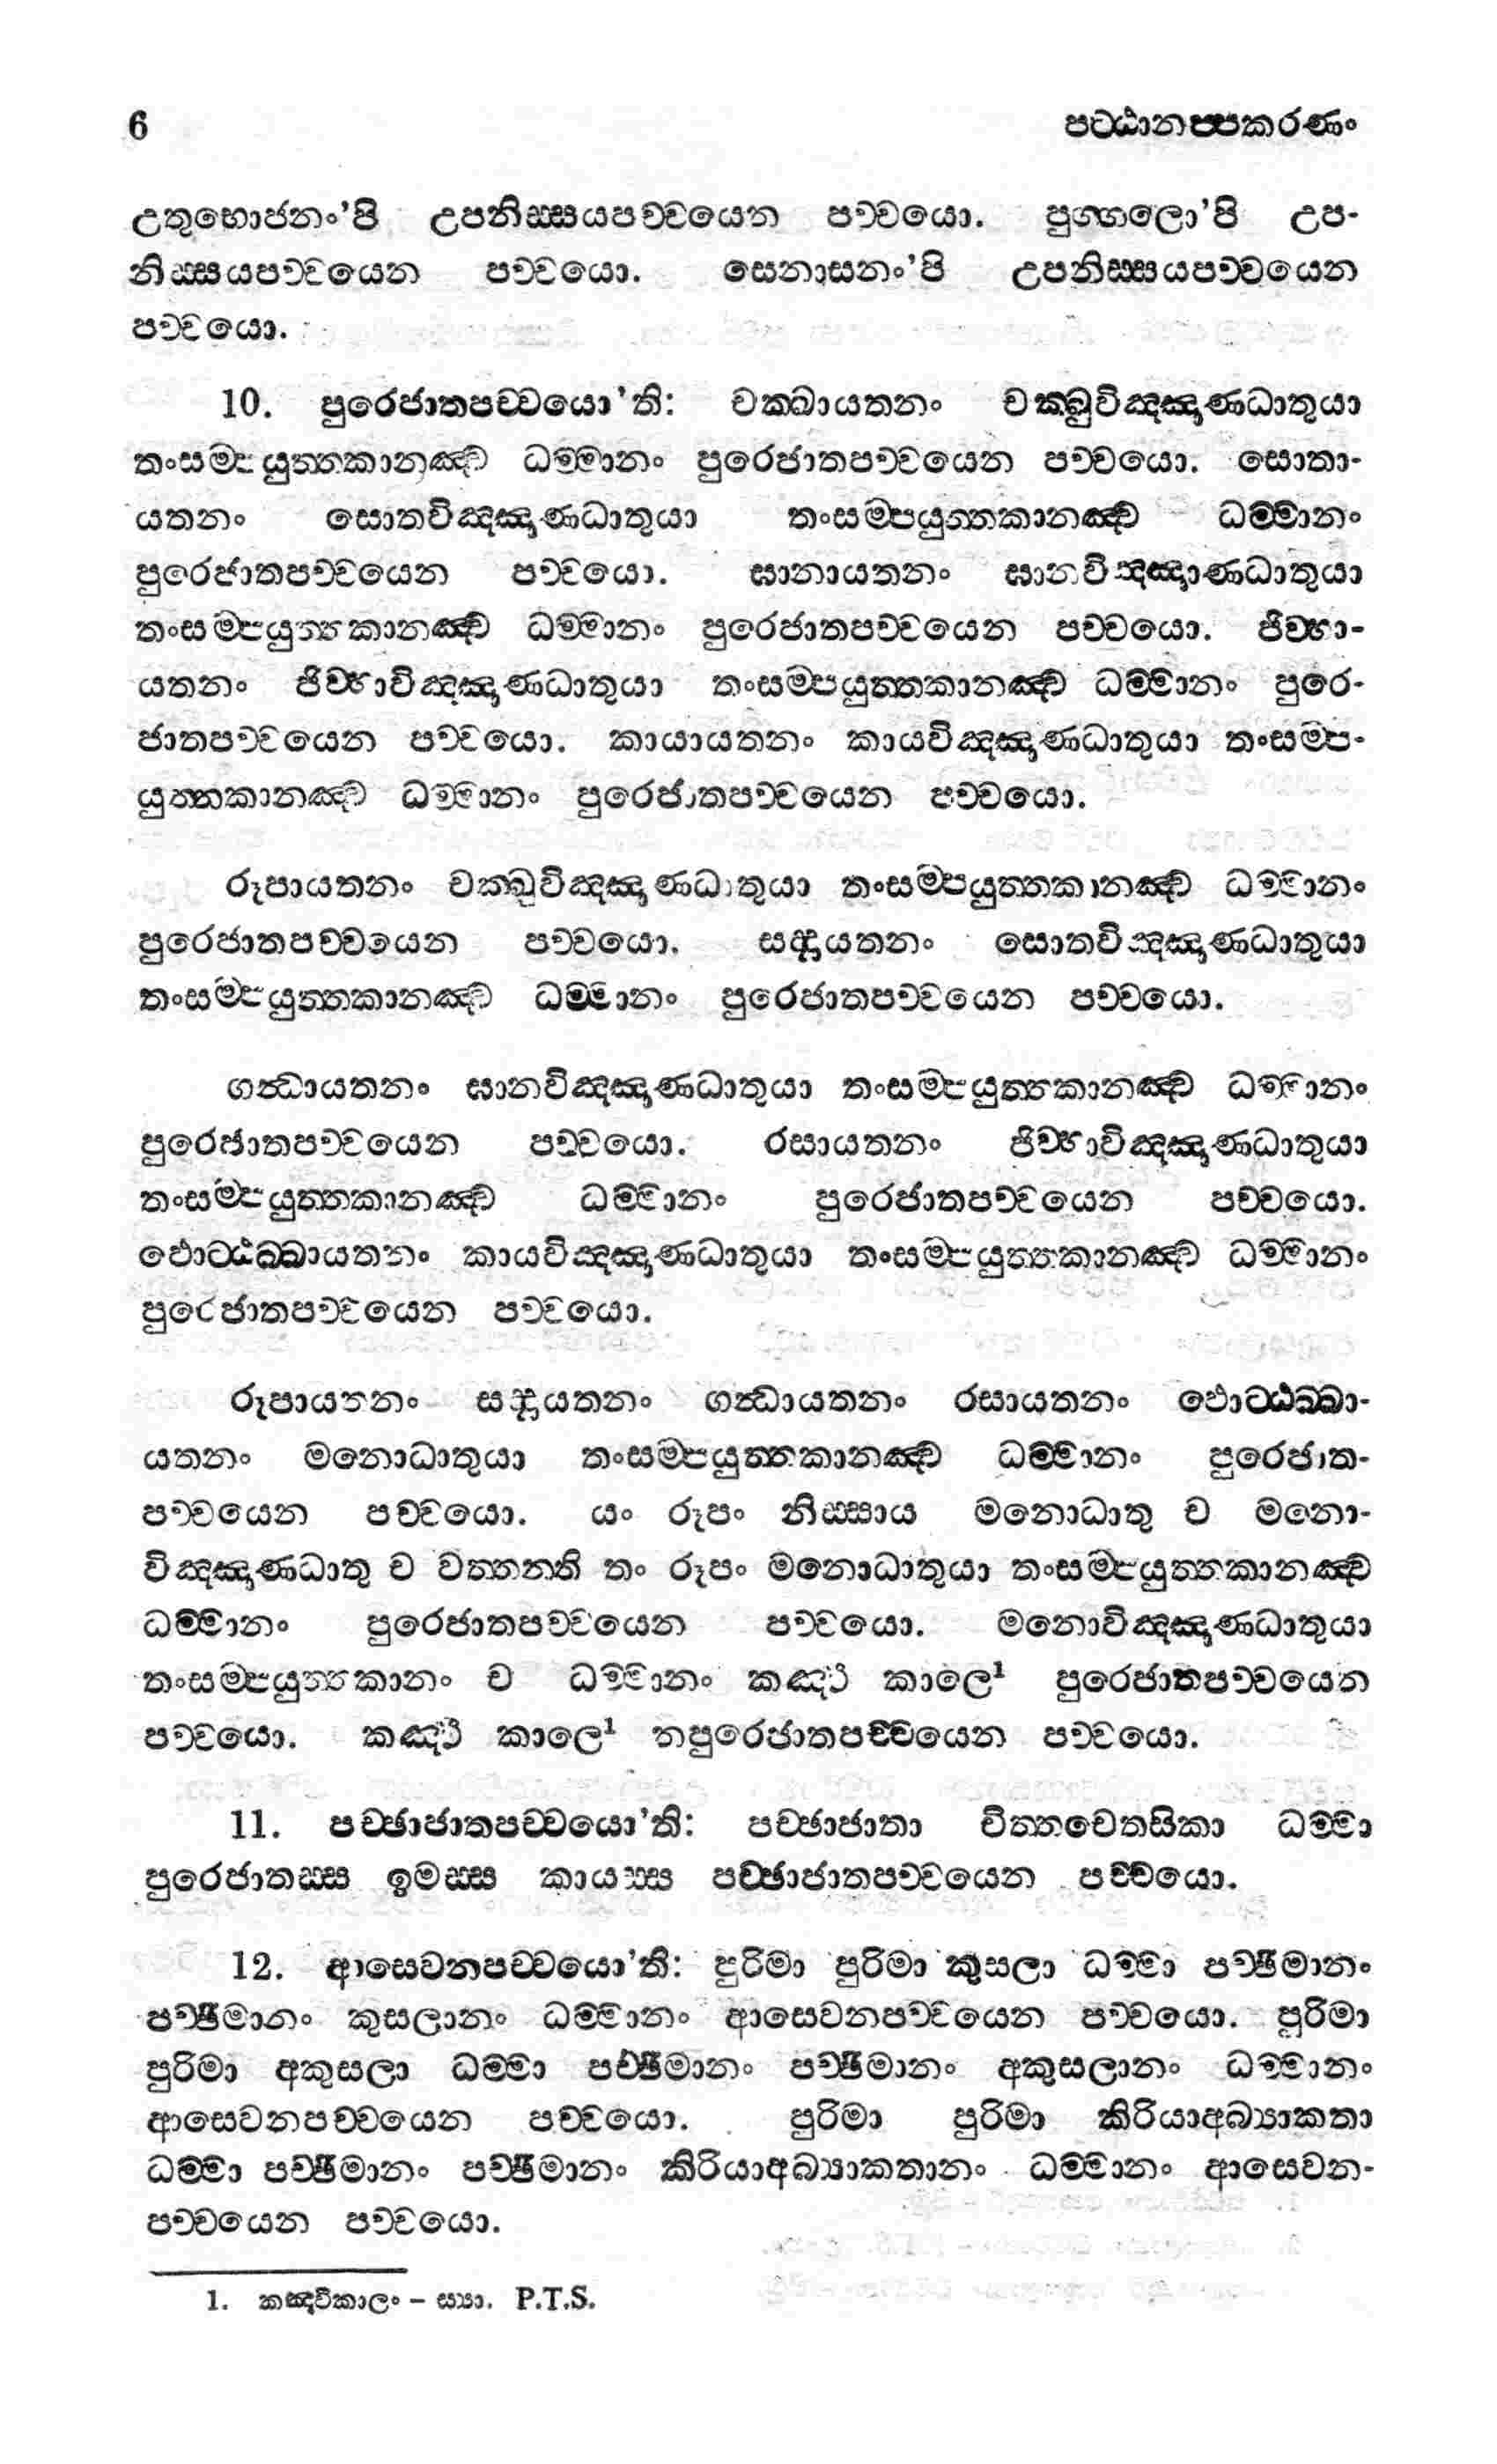 6 පට්ඨානප්පකරණං
උතුභොජනං'පි උපනිස්සයපච්චයෙන පච්චයො. පුග්ගලො'පි උප-
නිස්සයපච්චයෙන පච්චයො. සෙනාසනං'පි උපනිස්සයපච්චයෙන
පච්චයො.
10. පුරෙජාතපච්චයො'ති: චක්ඛායතනං චක්ඛුවිඤ්ඤාණධාතුයා
තංසම්පයුත්තකානඤ්ච ධම්මානං පුරෙජාතපච්චයෙන පච්චයො. සොතා-
යතනං සොතවිඤ්ඤාණධාතුයා තංසම්පයුත්තකානඤ්ච ධම්මානං
පුරෙජාතපච්චයෙන පච්චයො. ඝානායතනං ඝානවිඤ්ඤාණධාතුයා
තංසම්පයුත්තකානඤ්ච ධම්මානං පුරෙජාතපච්චයෙන පච්චයො. ජිව්හා-
යතනං ජිව්හාවිඤ්ඤාණධාතුයා තංසම්පයුත්තකානඤ්ච ධම්මානං පුරෙ-
ජාතපච්චයෙන පච්චයො. කායායතනං කායවිඤ්ඤාණධාතුයා තංසම්ප-
යුත්තකානඤ්ච ධම්මානං පුරෙජාතපච්චයෙන පච්චයො.
රූපායතනං චක්ඛුවිඤ්ඤාණධාතුයා තංසම්පයුත්තකානඤ්ච ධම්මානං
පුරෙජාතපච්චයෙන පච්චයො. සද්දායතනං සොතවිඤ්ඤාණධාතුයා
තංසම්පයුත්තකානඤ්ච ධම්මානං පුරෙජාතපච්චයෙන පච්චයො.
ගන්ධායතනං ඝානවිඤ්ඤාණධාතුයා තංසම්පයුත්තකානඤ්ච ධම්මානං
පුරෙජාතපච්චයෙන පච්චයො. රසායතනං ජිව්හාවිඤ්ඤාණධාතුයා
තංසම්පයුත්තකානඤ්ච ධම්මානං පුරෙජාතපච්චයෙන පච්චයො.
ඵොට්ඨබ්බායතනං කායවිඤ්ඤාණධාතුයා තංසම්පයුත්තකානඤ්ච ධම්මානං
පුරෙජාතපච්චයෙන පච්චයො.
රූපායතනං සද්දායතනං ගන්ධායතනං රසායතනං ඵොට්ඨබ්බා-
යතනං මනොධාතුයා තංසම්පයුත්තකානඤ්ච ධම්මානං පුරෙජාත-
පච්චයෙන පච්චයො. යං රූපං නිස්සාය මනොධාතු ච මනො-
විඤ්ඤාණධාතු ච වත්තන්ති තං රූපං මනොධාතුයා තංසම්පයුත්තකානඤ්ච
ධම්මානං පුරෙජාතපච්චයෙන පච්චයො. මනොවිඤ්ඤාණධාතුයා
තංසම්පයුත්තකානං ච ධම්මානං කඤ්චි කාලෙ¹ පුරෙජාතපච්චයෙන
පච්චයො. කඤ්චි කාලෙ¹ නපුරෙජාතපච්චයෙන පච්චයො.
11. පච්ඡාජාතපච්චයො'ති: පච්ඡාජාතා චිත්තචෙතසිකා ධම්මා
පුරෙජාතස්ස ඉමස්ස කායස්ස පච්ඡාජාතපච්චයෙන පච්චයො.
12. ආසෙවනපච්චයො'ති: පුරිමා පුරිමා කුසලා ධම්මා පච්ඡිමානං
පච්ඡිමානං කුසලානං ධම්මානං ආසෙවනපච්චයෙන පච්චයො. පුරිමා
පුරිමා අකුසලා ධම්මා පච්ඡිමානං පච්ඡිමානං අකුසලානං ධම්මානං
ආසෙවනපච්චයෙන පච්චයො. පුරිමා පුරිමා කිරියාඅබ්‍යාකතා
ධම්මා පච්ඡිමානං පච්ඡිමානං කිරියාඅබ්‍යාකතානං ධම්මානං ආසෙවන-
පච්චයෙන පච්චයො.
1. කඤ්චිකාලං – ස්‍යා. P.T.S.